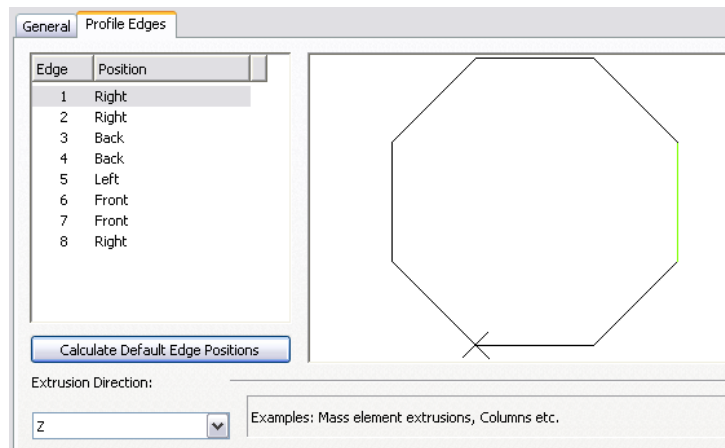 General Profile Edges
Edge Position
1 Right
2 Right
3 Back
4 Back
5 Left
6 Front
7 Front
8 Right
Calculate Default Edge Positions
Extrusion Direction:
Z
Examples: Mass element extrusions, Columns etc.